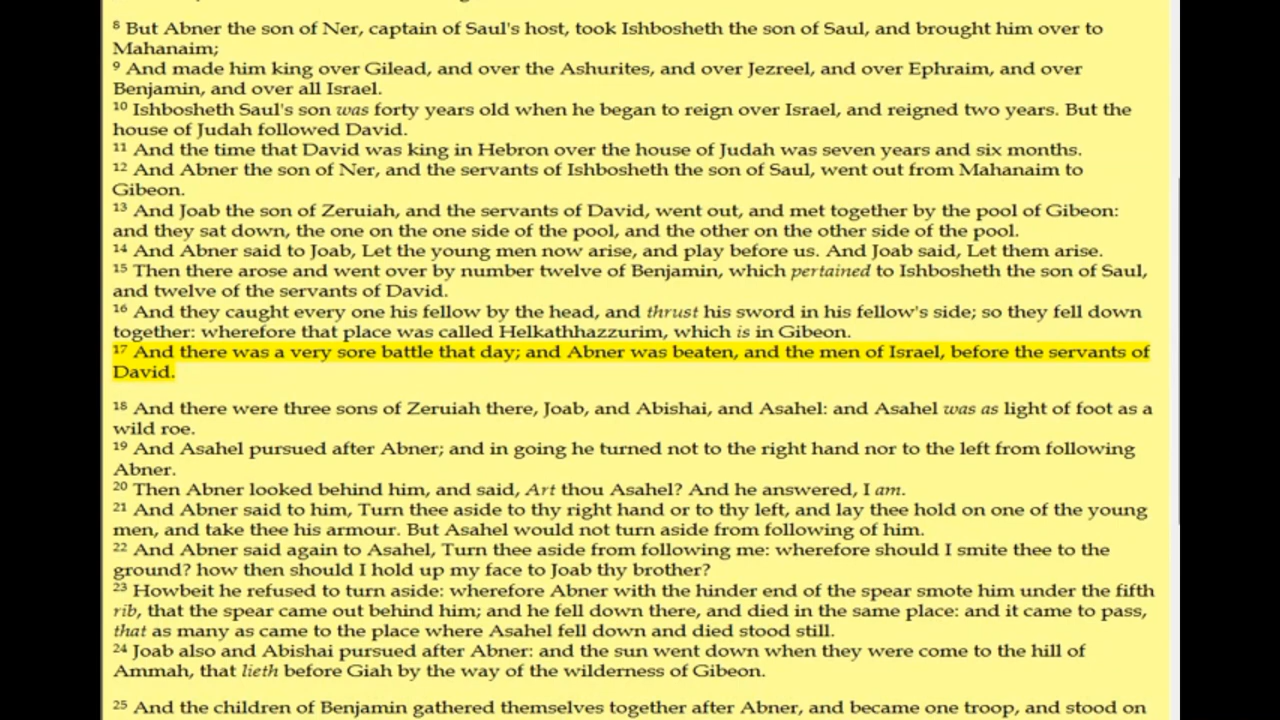 8 But Abner the son of Ner, captain of Saul's host, took Ishbosheth the son of Saul, and brought him over to
Mahanaim;
9 And made him king over Gilead, and over the Ashurites, and over Jezreel, and over Ephraim, and over
Benjamin, and over all Israel.
10 Ishbosheth Saul's son was forty years old when he began to reign over Israel, and reigned two years. But the
house of Judah followed David.
11 And the time that David was king in Hebron over the house of Judah was seven years and six months.
12 And Abner the son of Ner, and the servants of Ishbosheth the son of Saul, went out from Mahanaim to
Gibeon.
13 And Joab the son of Zeruiah, and the servants of David, went out, and met together by the pool of Gibeon:
and they sat down, the one on the one side of the pool, and the other on the other side of the pool.
14 And Abner said to Joab, Let the young men now arise, and play before us. And Joab said, Let them arise.
15 Then there arose and went over by number twelve of Benjamin, which pertained to Ishbosheth the son of Saul,
and twelve of the servants of David.
16 And they caught every one his fellow by the head, and thrust his sword in his fellow's side; so they fell down
together: wherefore that place was called Helkathhazzurim, which is in Gibeon.
17 And there was a very sore battle that day; and Abner was beaten, and the men of Israel, before the servants of
David.
18 And there were three sons of Zeruiah there, Joab, and Abishai, and Asahel: and Asahel was as light of foot as a
wild roe.
19 And Asahel pursued after Abner; and in going he turned not to the right hand nor to the left from following
Abner.
20 Then Abner looked behind him, and said, Art thou Asahel? And he answered, I am.
21 And Abner said to him, Turn thee aside to thy right hand or to thy left, and lay thee hold on one of the young
men, and take thee his armour. But Asahel would not turn aside from following of him.
22 And Abner said again to Asahel, Turn thee aside from following me: wherefore should I smite thee to the
ground? how then should I hold up my face to Joab thy brother?
23 Howbeit he refused to turn aside: wherefore Abner with the hinder end of the spear smote him under the fifth
rib, that the spear came out behind him; and he fell down there, and died in the same place: and it came to pass,
that as many as came to the place where Asahel fell down and died stood still.
24 Joab also and Abishai pursued after Abner: and the sun went down when they were come to the hill of
Ammah, that lieth before Giah by the way of the wilderness of Gibeon.
25 And the children of Benjamin gathered themselves together after Abner, and became one troop, and stood on